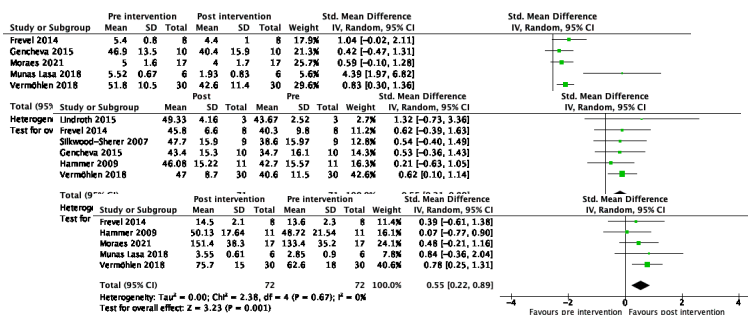 Pre intervention Post intervention Std. Mean Difference Std. Mean Difference
Study or Subgroup Mean SD Total Mean SD Total Weight IV, Random, 95% CI IV, Random, 95% CI
Frevel 2014 5.4 0.8 8 4.4 1 8 17.9% 1.04 [-0.02, 2.11]
Gencheva 2015 46.9 13.5 10 40.4 15.9 10 21.3% 0.42 [-0.47, 1.31]
Moraes 2021 5 1.6 17 4 1.7 17 25.7% 0.59 [-0.10, 1.28]
Munas Lasa 2018 5.52 0.67 6 1.93 0.83 6 5.6% 4.39 [1.97, 6.82]
Vermöhlen 2018 51.8 10.5 30 42.6 11.4 30 29.5% 0.83 [0.30, 1.36]
Total (95%
Heterogen
Test for ov
Post Pre Std. Mean Difference Std. Mean Difference
Study or Subgroup Mean SD Total Mean SD Total Weight IV, Random, 95% CI IV, Random, 95% CI
Lindroth 2015 49.33 4.16 3 43.67 2.52 3 2.7% 1.32 [-0.73, 3.36]
Frevel 2014 45.8 6.6 8 40.3 9.8 8 11.2% 0.62 [-0.39, 1.63]
Silkwood-Sherer 2007 47.7 15.9 9 38.6 15.97 9 12.9% 0.54 [-0.40, 1.49]
Gencheva 2015 43.4 15.3 10 34.7 16.1 10 14.5% 0.53 [-0.36, 1.43]
Hammer 2009 46.08 15.22 11 42.7 15.57 11 16.2% 0.21 [-0.63, 1.05]
Vermöhlen 2018 47 8.7 30 40.6 11.5 30 42.6% 0.62 [0.10, 1.14]
Total (95% CI) 71 71 100.0%
Heterog
Test for
Post intervention Pre intervention Std. Mean Difference Std. Mean Difference
Study or Subgroup Mean SD Total Mean SD Total Weight IV, Random, 95% CI IV, Random, 95% CI
Frevel 2014 14.5 2.1 8 13.6 2.3 8 11.4% 0.39 [-0.61, 1.38]
Hammer 2009 50.13 17.64 11 48.72 21.54 11 16.1% 0.07 [-0.77, 0.90]
Moraes 2021 151.4 38.3 17 133.4 35.2 17 24.1% 0.48 [-0.21, 1.16]
Munas Lasa 2018 3.55 0.61 6 2.85 0.9 6 7.8% 0.84 [-0.36, 2.04]
Vermöhlen 2018 75.7 15 30 62.6 18 30 40.6% 0.78 [0.25, 1.31]
Total (95% CI) 72 72 100.0% 0.55 [0.22, 0.89]
Heterogeneity: Tau² = 0.00; Chi² = 2.38, df = 4 (P = 0.67); I² = 0%
Test for overall effect: Z = 3.23 (P = 0.001)
-4 -2 0 2 4
Favours pre intervention Favours post intervention